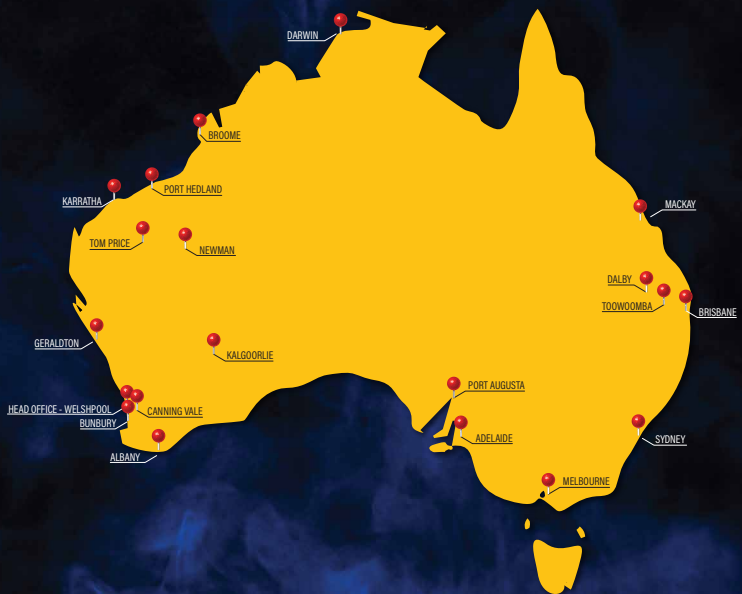 DARWIN
BROOME
PORT HEDLAND
KARRATHA
MACKAY
TOM PRICE
NEWMAN
DALBY
TOOWOOMBA
BRISBANE
GERALDTON
KALGOORLIE
PORT AUGUSTA
HEAD OFFICE - WELSHPOOL
CANNING VALE
BUNBURY
ADELAIDE
SYDNEY
ALBANY
MELBOURNE